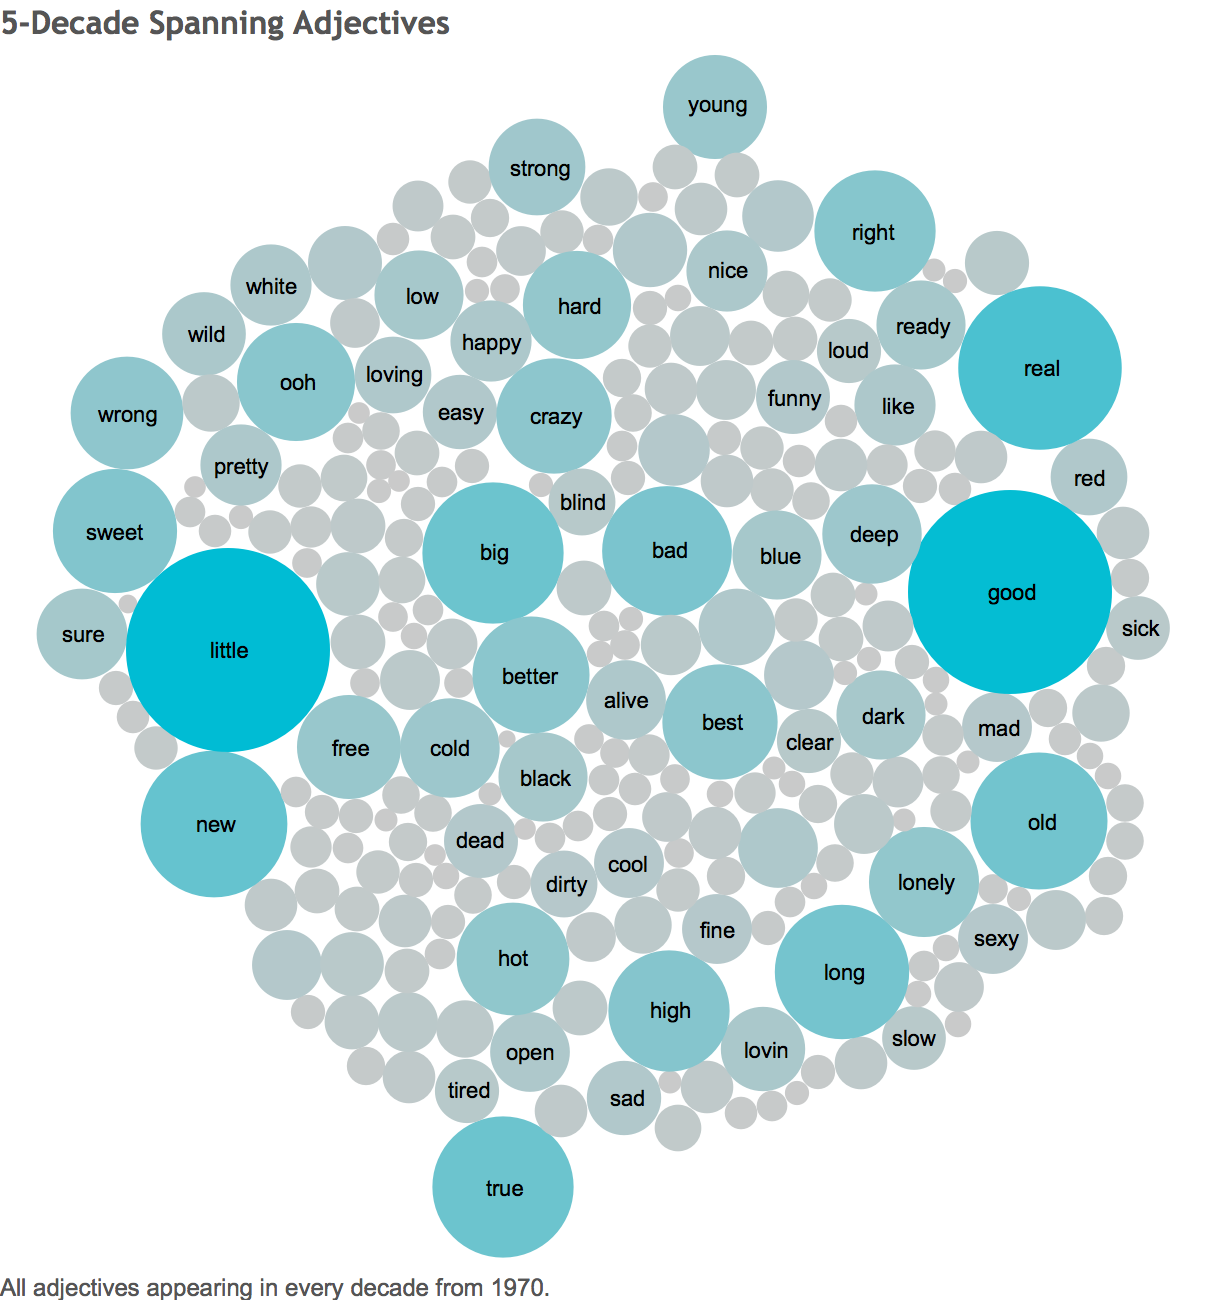 5-Decade Spanning Adjectives
young
strong
right
nice
white
low
hard
wild
happy
ready
loud
real
ooh
loving
wrong
easy
crazy
funny
like
pretty
red
blind
sweet
big
bad
blue
deep
good
sure
little
sick
better
alive
best
dark
mad
free
cold
clear
black
new
dead
old
cool
dirty
lonely
fine
sexy
hot
long
high
slow
open
lovin
tired
sad
true
All adjectives appearing in every decade from 1970.